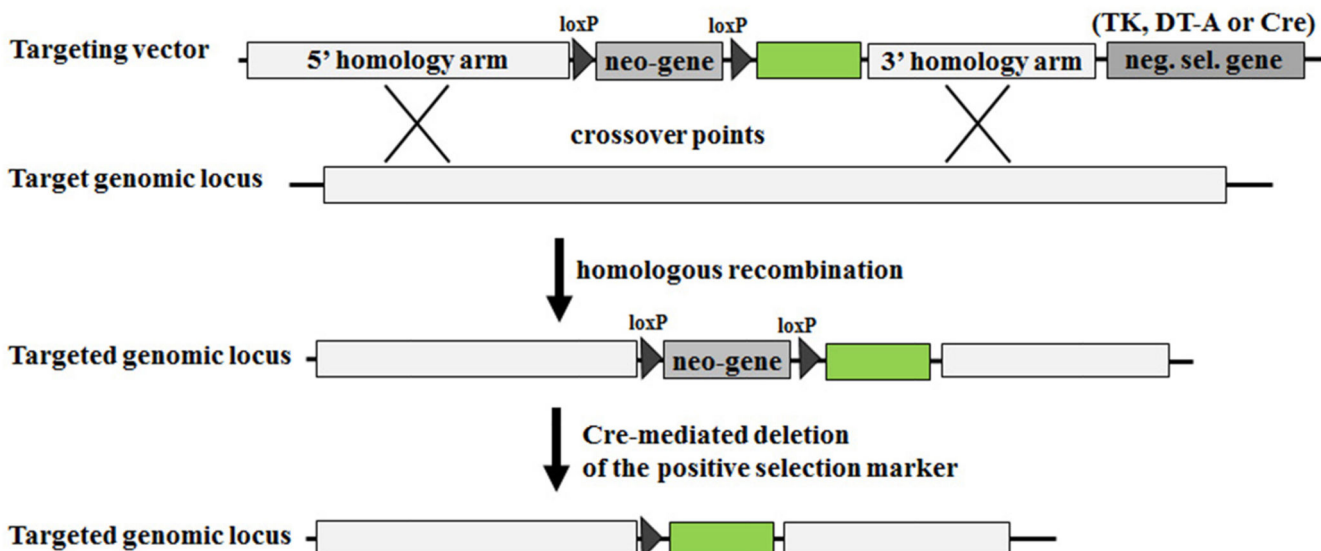 (TK, DT-A or Cre)
loxP loxP
Targeting vector 5’ homology arm neo-gene 3’ homology arm neg. sel. gene
crossover points
Target genomic locus
homologous recombination
loxP loxP
Targeted genomic locus neo-gene
Cre-mediated deletion
of the positive selection marker
Targeted genomic locus